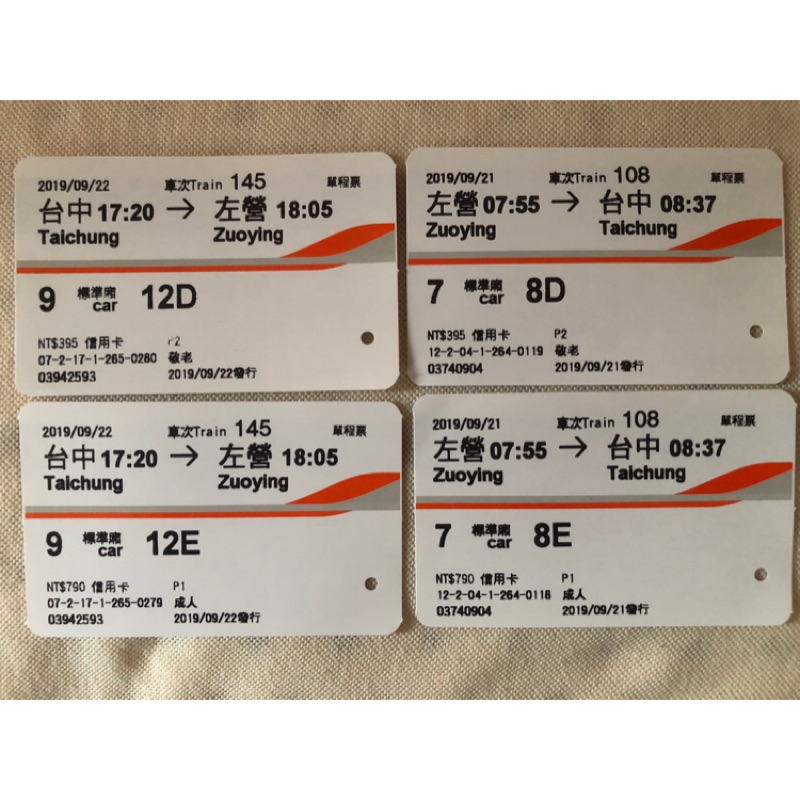 2019/09/22 車次Train 145 單程票
台中 17:20 → 左營 18:05
Taichung Zuoying
9 標準廂 car 12D
NT$395 信用卡 P2
07-2-17-1-265-0280 敬老
03942593 2019/09/22發行
2019/09/21 車次Train 108 單程票
左營 07:55 → 台中 08:37
Zuoying Taichung
7 標準廂 car 8D
NT$395 信用卡 P2
12-2-04-1-264-0119 敬老
03740904 2019/09/21發行
2019/09/22 車次Train 145 單程票
台中 17:20 → 左營 18:05
Taichung Zuoying
9 標準廂 car 12E
NT$790 信用卡 P1
07-2-17-1-265-0279 成人
03942593 2019/09/22發行
2019/09/21 車次Train 108 單程票
左營 07:55 → 台中 08:37
Zuoying Taichung
7 標準廂 car 8E
NT$790 信用卡 P1
12-2-04-1-264-0118 成人
03740904 2019/09/21發行